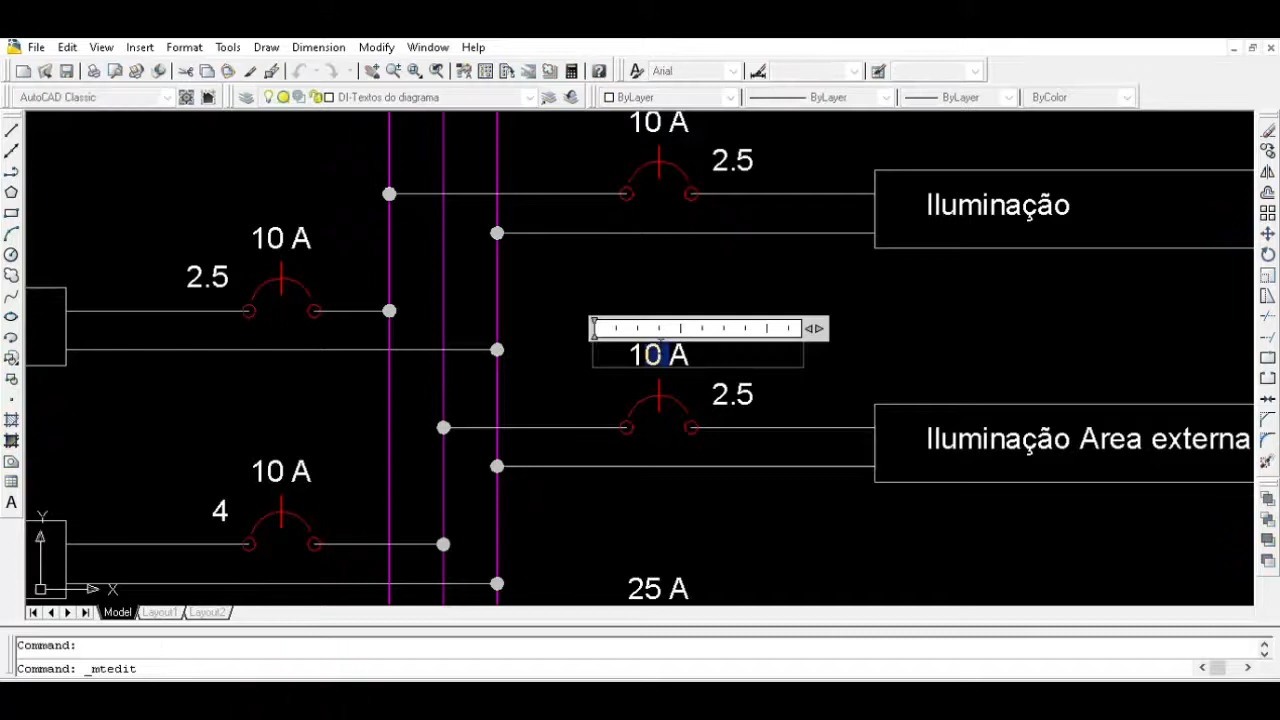 File Edit View Insert Format Tools Draw Dimension Modify Window Help
Arial
AutoCAD Classic
DI-Textos do diagrama
ByLayer
ByLayer
ByLayer
ByColor
10 A
2.5
Iluminação
10 A
2.5
10 A
2.5
Iluminação Area externa
10 A
4
25 A
Y
X
Model Layout1 Layout2
Command:
Command: _mtedit
A